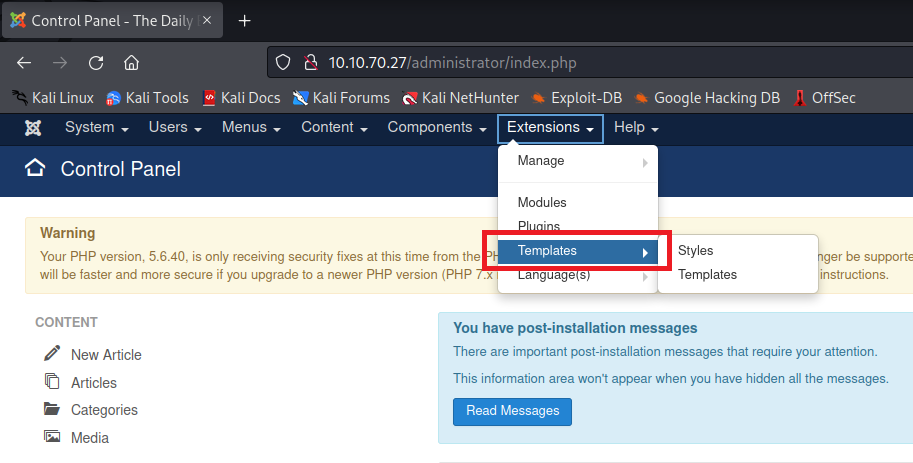 Control Panel - The Daily
10.10.70.27/administrator/index.php
Kali Linux Kali Tools Kali Docs Kali Forums Kali NetHunter Exploit-DB Google Hacking DB OffSec
System Users Menus Content Components Extensions Help
Control Panel
Manage
Modules
Plugins
Templates
Language(s)
Styles
Templates
Warning
Your PHP version, 5.6.40, is only receiving security fixes at this time from the nger be supporte
will be faster and more secure if you upgrade to a newer PHP version (PHP 7.x instructions.
CONTENT
New Article
Articles
Categories
Media
You have post-installation messages
There are important post-installation messages that require your attention.
This information area won't appear when you have hidden all the messages.
Read Messages